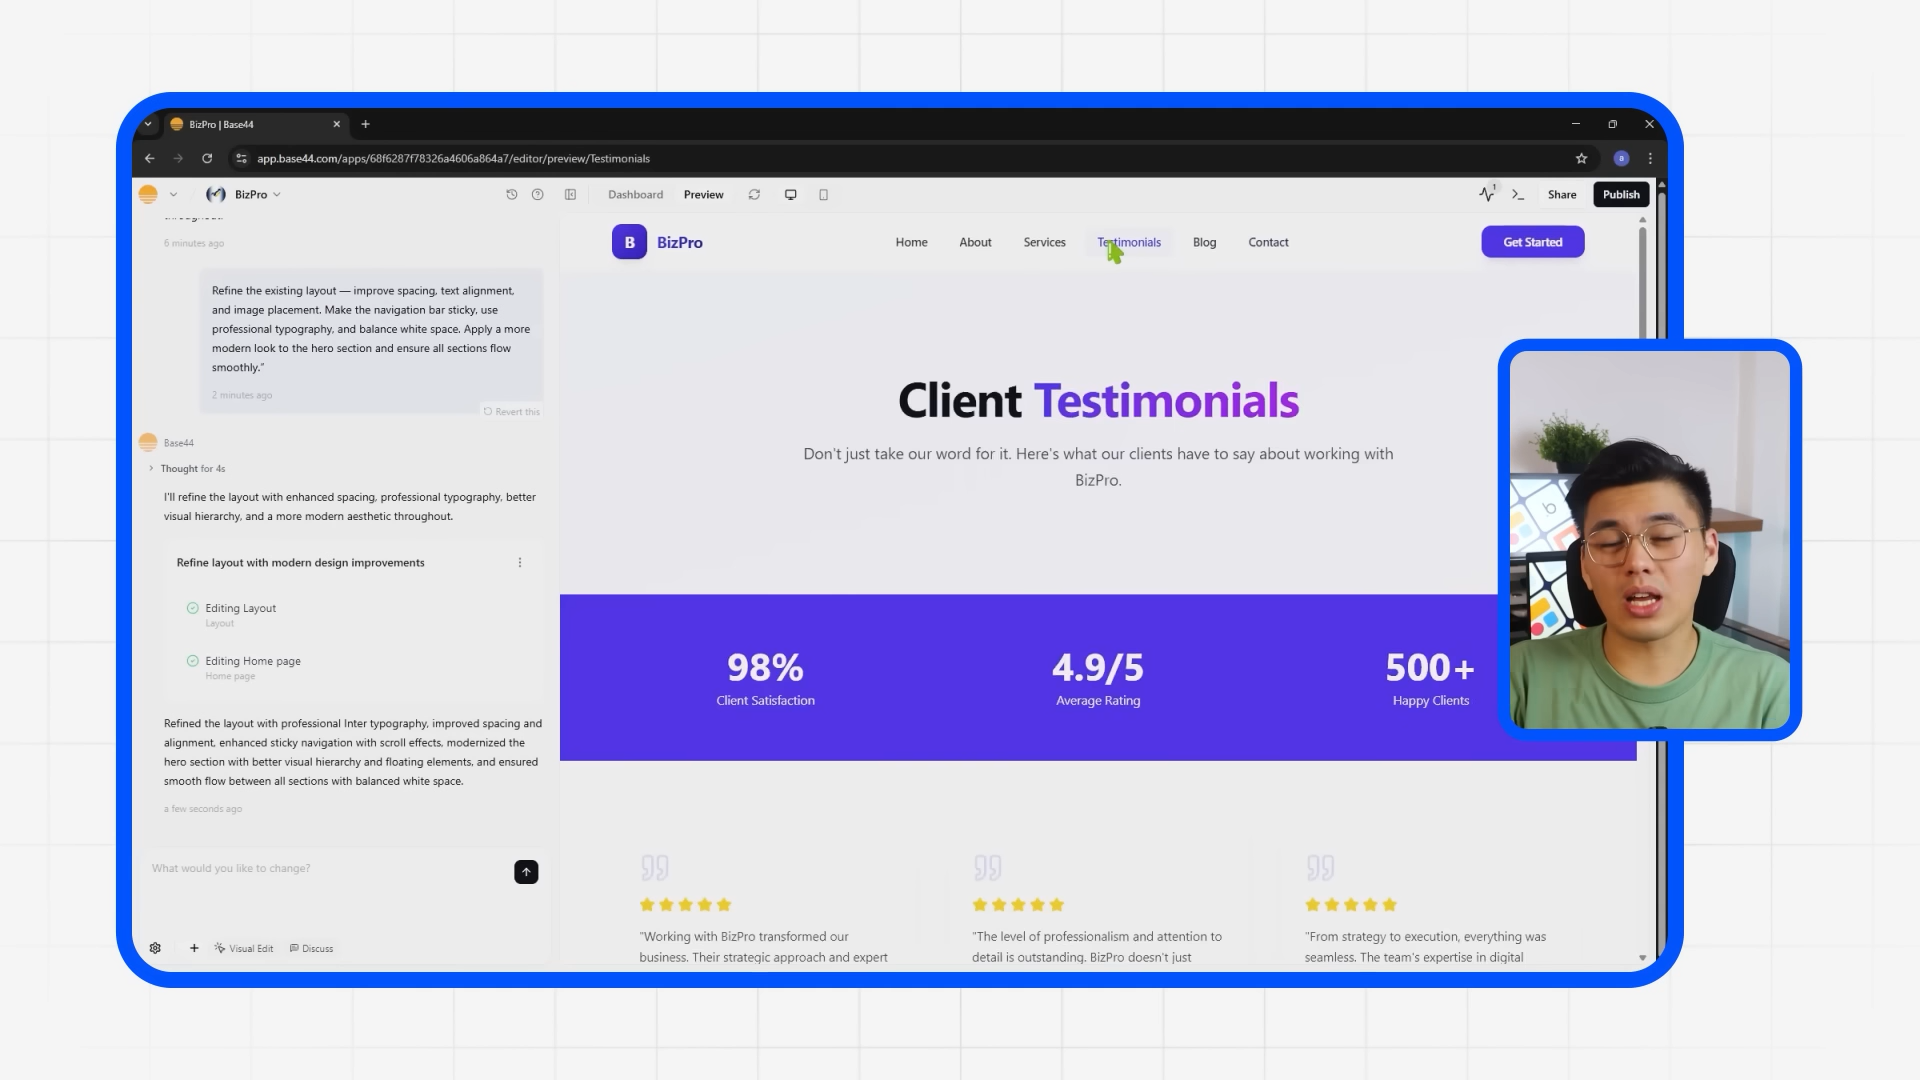 BizPro | Base44
app.base44.com/apps/68f6287f78326a4606a864a7/editor/preview/Testimonials
a
BizPro
Dashboard
Preview
1
Share
Publish
throughout.
6 minutes ago
Refine the existing layout — improve spacing, text alignment,
and image placement. Make the navigation bar sticky, use
professional typography, and balance white space. Apply a more
modern look to the hero section and ensure all sections flow
smoothly."
2 minutes ago
Revert this
Base44
Thought for 4s
I'll refine the layout with enhanced spacing, professional typography, better
visual hierarchy, and a more modern aesthetic throughout.
Refine layout with modern design improvements
Editing Layout
Layout
Editing Home page
Home page
Refined the layout with professional Inter typography, improved spacing and
alignment, enhanced sticky navigation with scroll effects, modernized the
hero section with better visual hierarchy and floating elements, and ensured
smooth flow between all sections with balanced white space.
a few seconds ago
What would you like to change?
Visual Edit
Discuss
B BizPro
Home
About
Services
Testimonials
Blog
Contact
Get Started
Client Testimonials
Don't just take our word for it. Here's what our clients have to say about working with
BizPro.
98%
Client Satisfaction
4.9/5
Average Rating
500+
Happy Clients
"Working with BizPro transformed our
business. Their strategic approach and expert
"The level of professionalism and attention to
detail is outstanding. BizPro doesn't just
"From strategy to execution, everything was
seamless. The team's expertise in digital